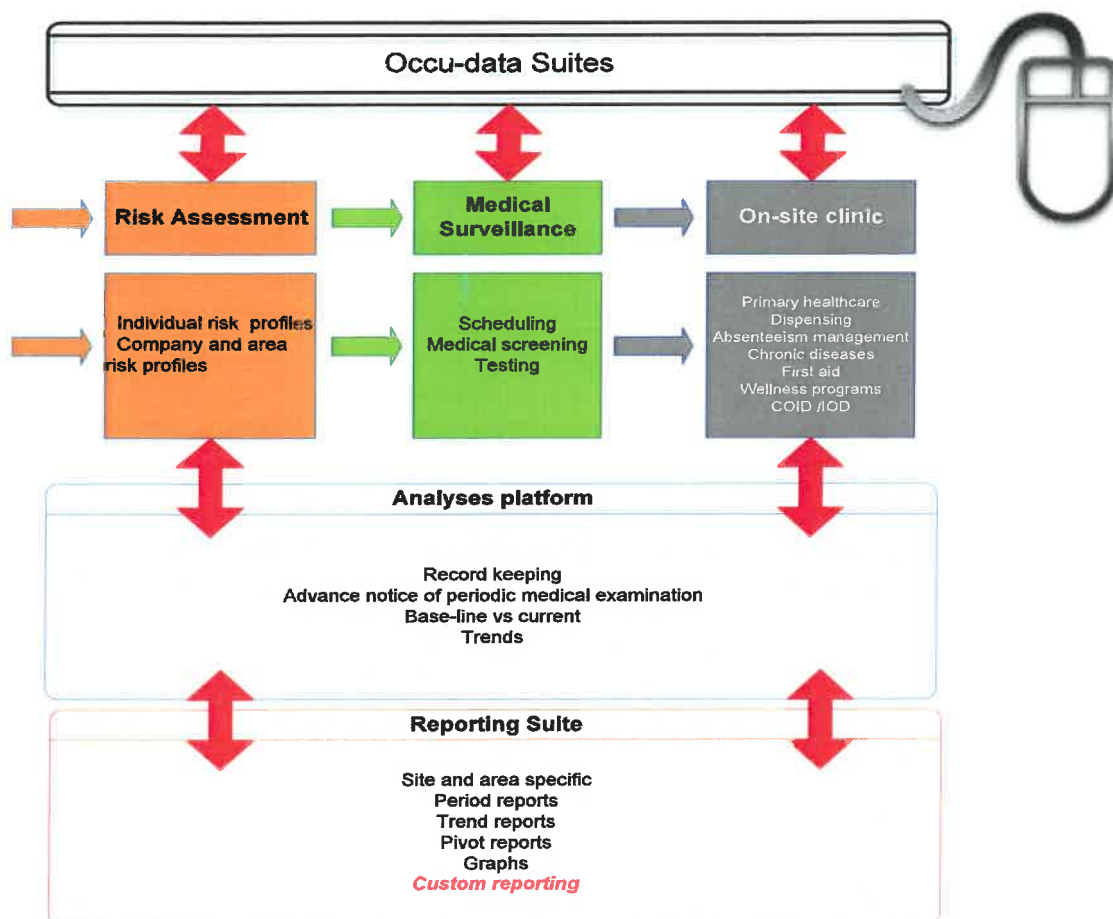 Occu-data Suites
Risk Assessment
Medical
Surveillance
On-site clinic
Individual risk profiles
Company and area
risk profiles
Scheduling
Medical screening
Testing
Primary healthcare
Dispensing
Absenteeism management
Chronic diseases
First aid
Wellness programs
COID /IOD
Analyses platform
Record keeping
Advance notice of periodic medical examination
Base-line vs current
Trends
Reporting Suite
Site and area specific
Period reports
Trend reports
Pivot reports
Graphs
Custom reporting